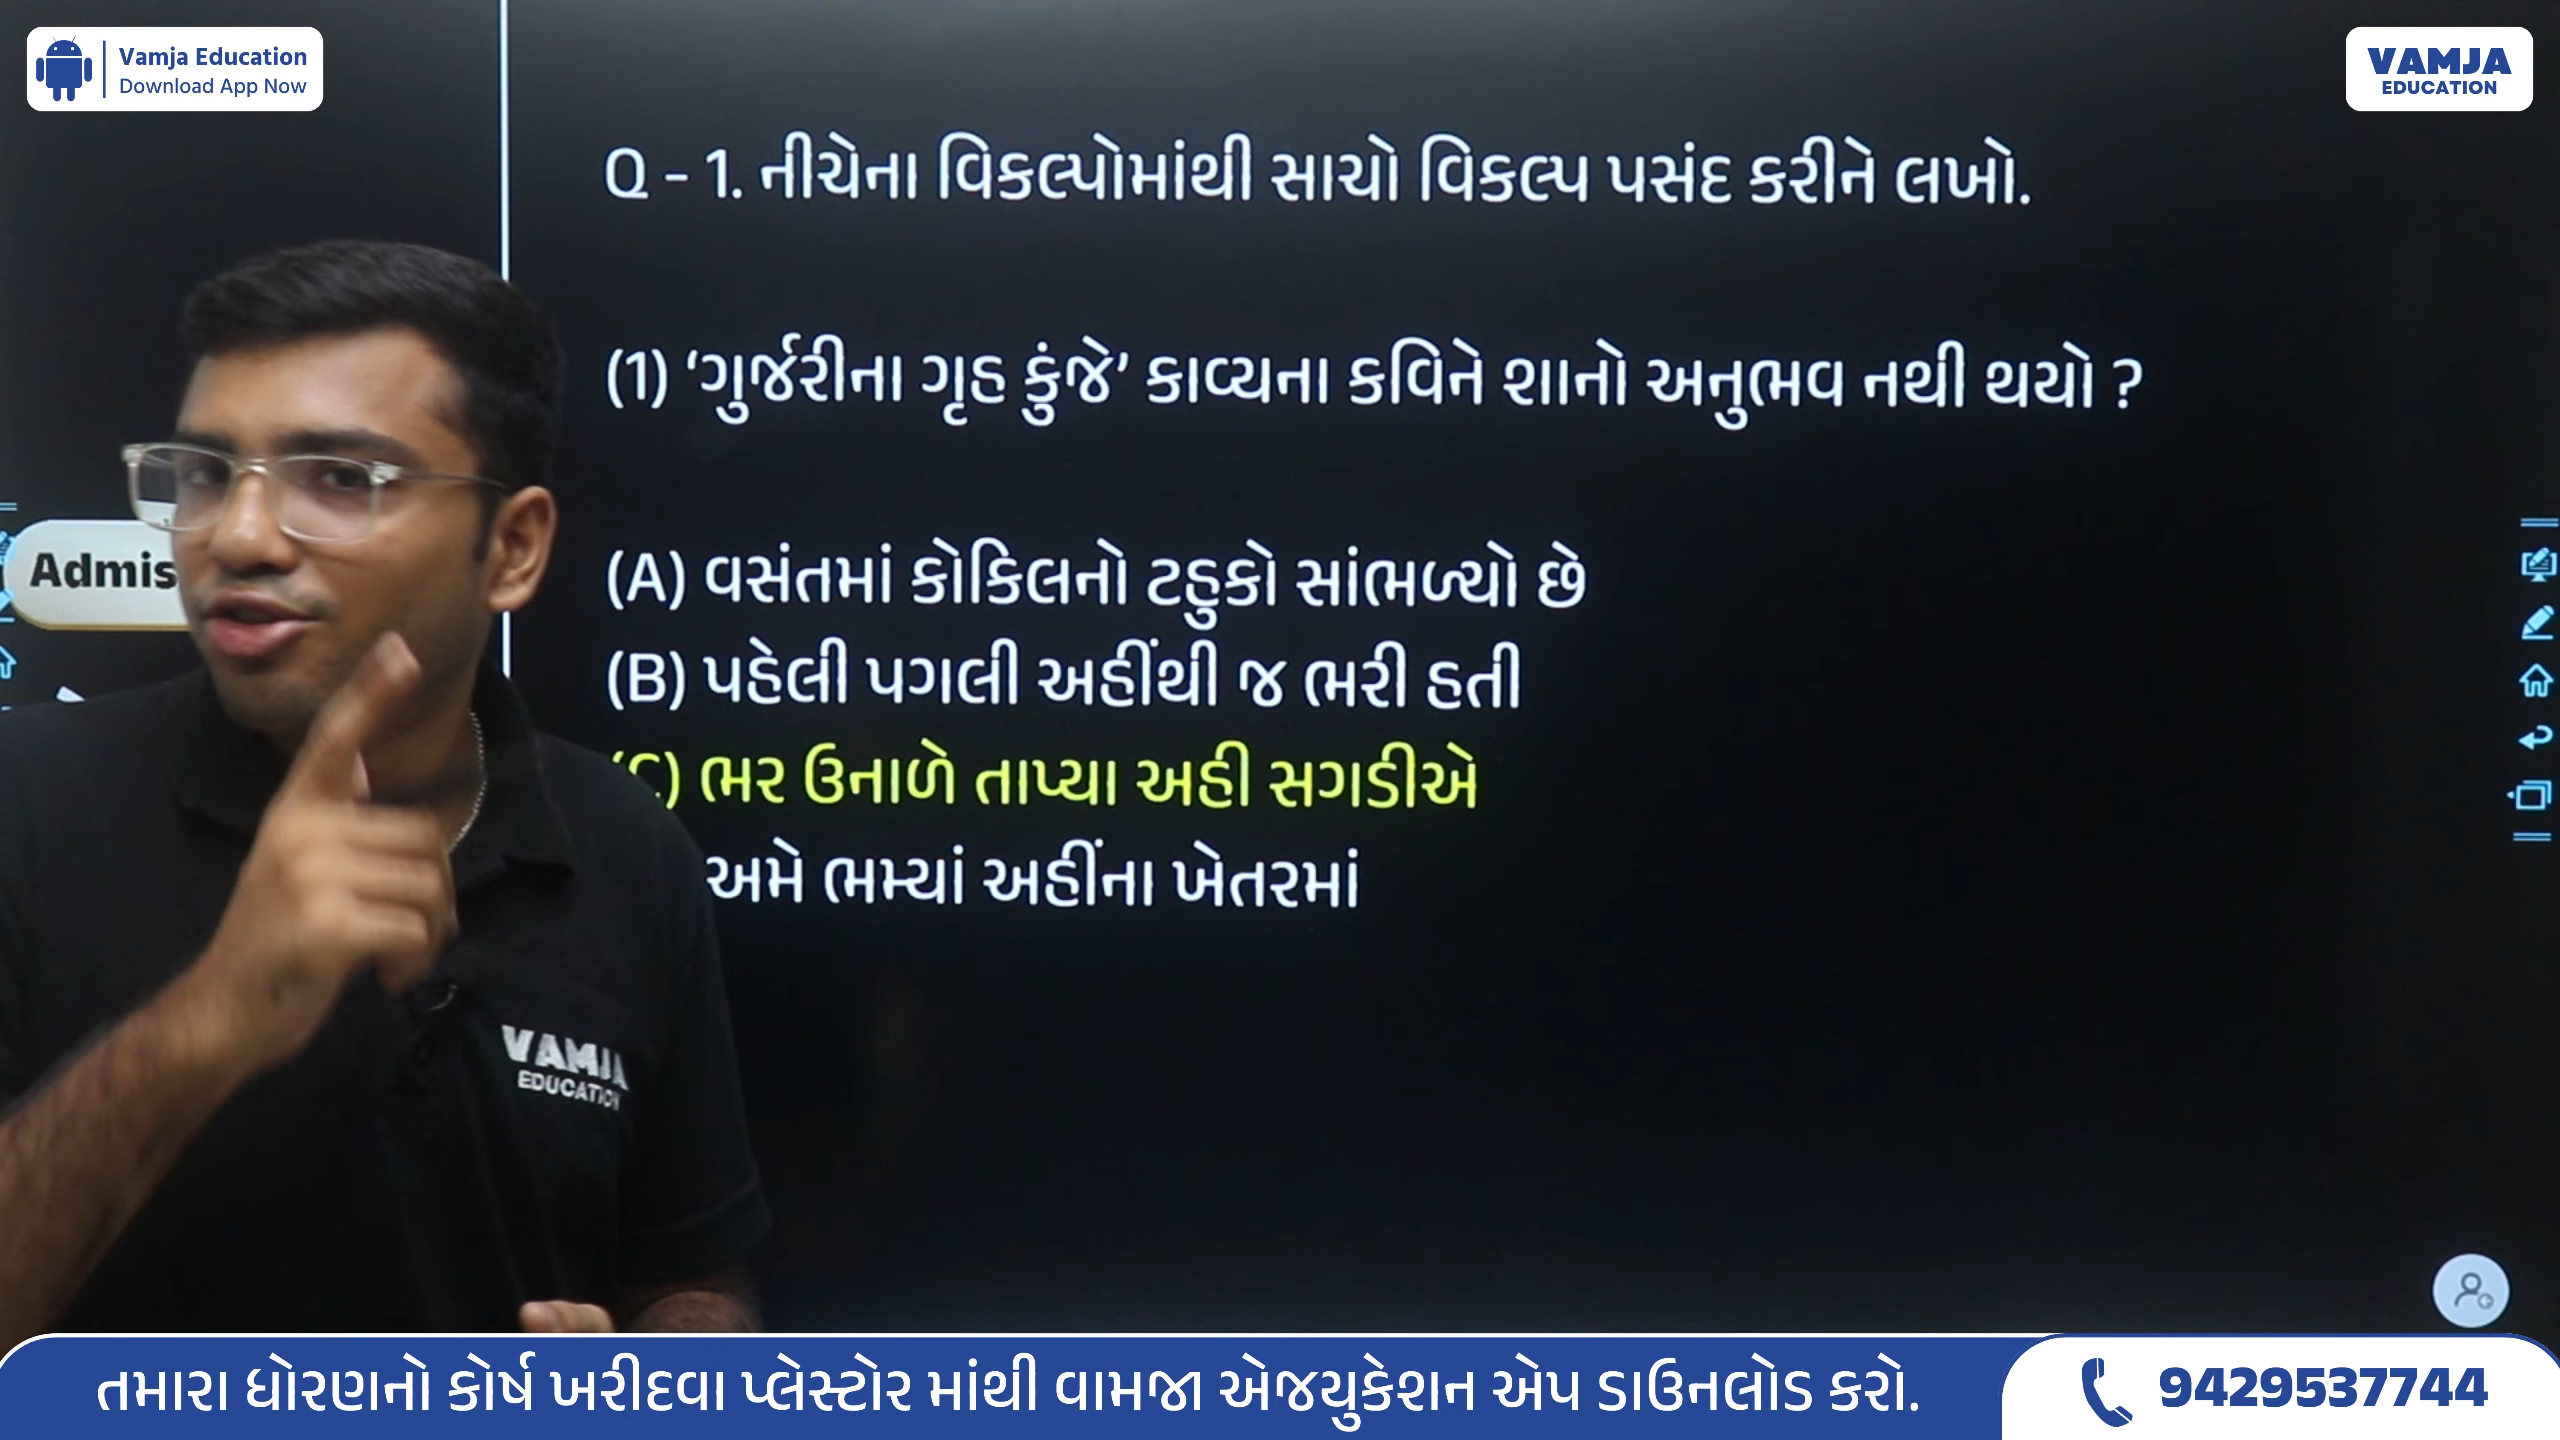 Vamja Education
Download App Now
VAMJA
EDUCATION
Q - 1. નીચેના વિકલ્પોમાંથી સાચો વિકલ્પ પસંદ કરીને લખો.
(1) ‘ગુર્જરીના ગૃહ કુંજે’ કાવ્યના કવિને શાનો અનુભવ નથી થયો ?
(A) વસંતમાં કોકિલનો ટહુકો સાંભળ્યો છે
(B) પહેલી પગલી અહીંથી જ ભરી હતી
(C) ભર ઉનાળે તાપ્યા અહી સગડીએ
અમે ભમ્યાં અહીંના ખેતરમાં
VAMJA
EDUCATION
તમારા ધોરણનો કોર્ષ ખરીદવા પ્લેસ્ટોર માંથી વામજા એજયુકેશન એપ ડાઉનલોડ કરો.
9429537744